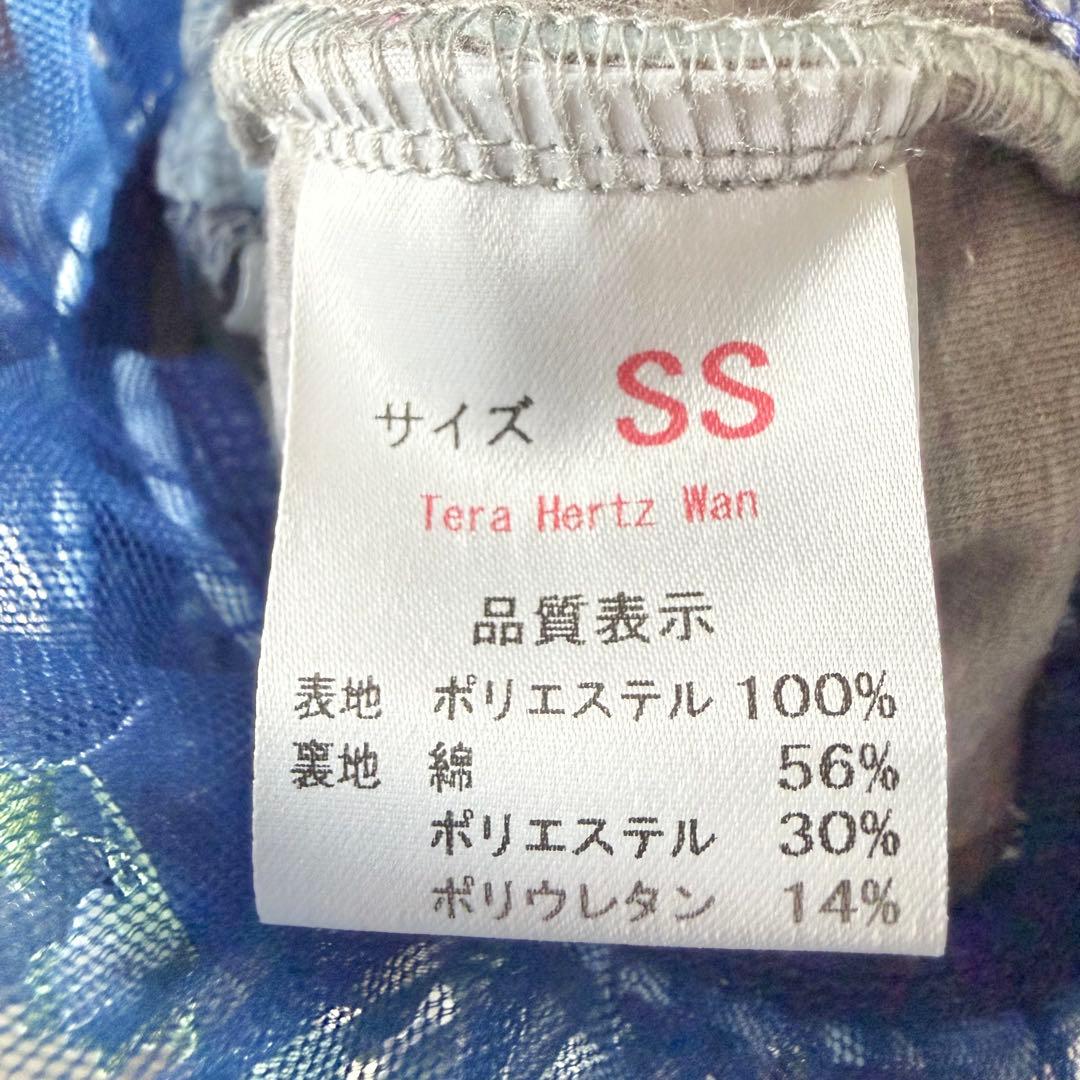 サイズ SS
Tera Hertz Wan
品質表示
表地 ポリエステル 100%
裏地 綿 56%
ポリエステル 30%
ポリウレタン 14%